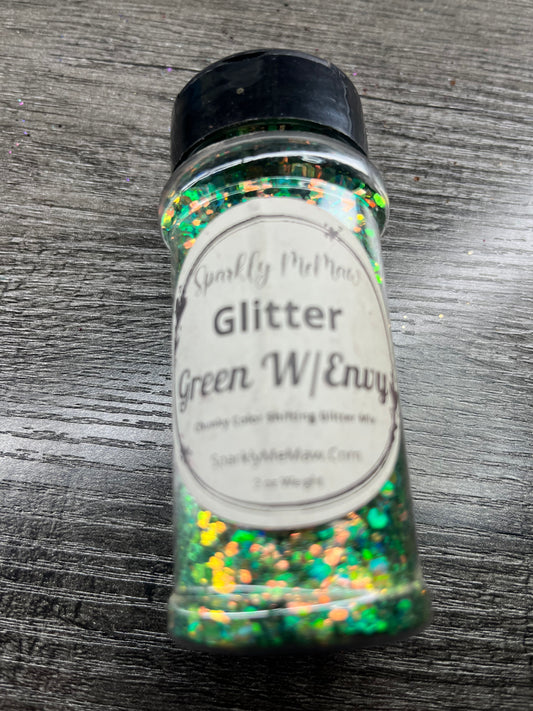 Sparkly MeMaw
Glitter
Green W/Envy
Chunky Color Shifting Glitter Mix
SparklyMeMaw.Com
2 oz Weight